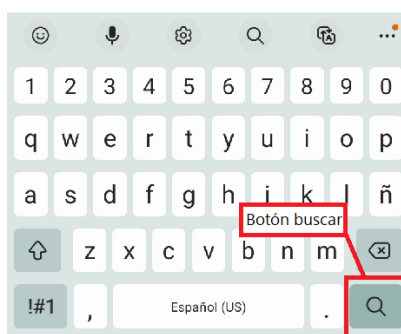 1 2 3 4 5 6 7 8 9 0
q w e r t y u i o p
a s d f g h j k l ñ
Botón buscar
z x c v b n m
!#1 , Español (US) .